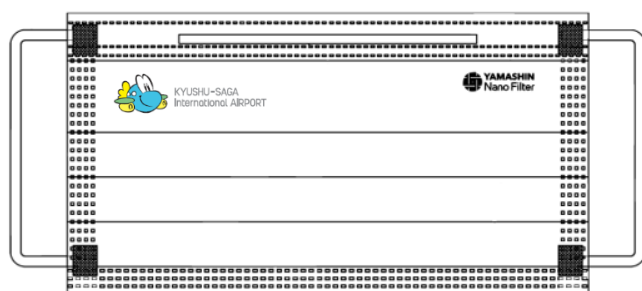 KYUSHU-SAGA
International AIRPORT
YAMASHIN
Nano Filter